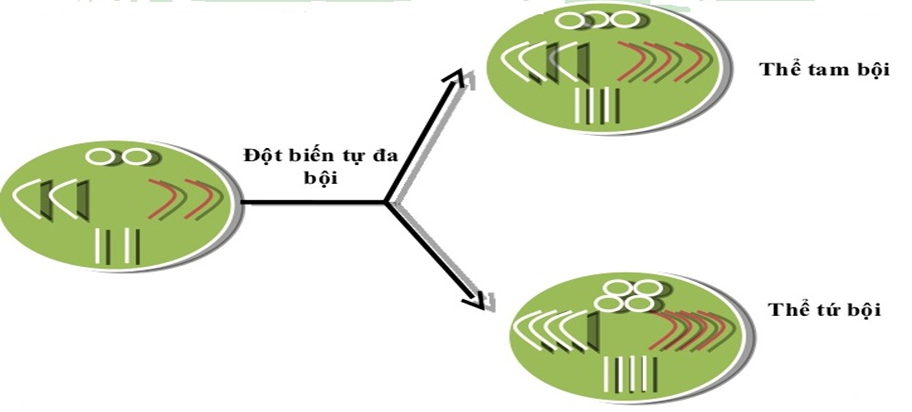 Thể tam bội
Đột biến tự đa
bội
Thể tứ bội